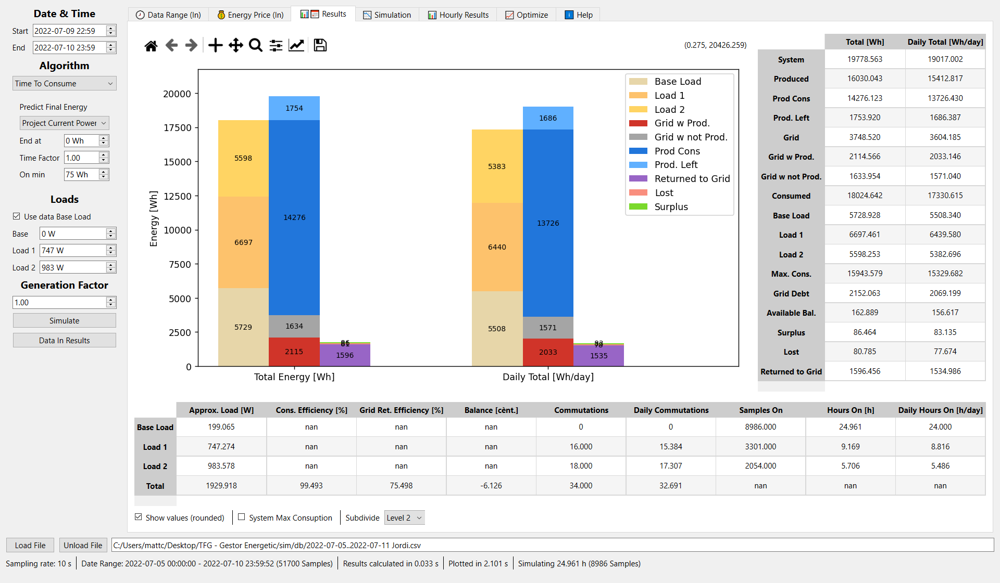 Date & Time
Start 2022-07-09 22:59
End 2022-07-10 23:59
Algorithm
Time To Consume
Predict Final Energy
Project Current Power
End at 0 Wh
Time Factor 1.00
On min 75 Wh
Loads
Use data Base Load
Base 0 W
Load 1 747 W
Load 2 983 W
Generation Factor
1.00
Simulate
Data In Results
Data Range (In) Energy Price (In) Results Simulation Hourly Results Optimize Help
(0.275, 20426.259)
Energy [Wh]
20000
17500
15000
12500
10000
7500
5000
2500
0
1754
5598
14276
6697
5729
1634
2115
86
81
1596
1686
5383
13726
6440
5508
1571
2033
83
78
1535
Total Energy [Wh] Daily Total [Wh/day]
Base Load
Load 1
Load 2
Grid w Prod.
Grid w not Prod.
Prod Cons
Prod. Left
Returned to Grid
Lost
Surplus
Total [Wh] Daily Total [Wh/day]
System 19778.563 19017.002
Produced 16030.043 15412.817
Prod Cons 14276.123 13726.430
Prod. Left 1753.920 1686.387
Grid 3748.520 3604.185
Grid w Prod. 2114.566 2033.146
Grid w not Prod. 1633.954 1571.040
Consumed 18024.642 17330.615
Base Load 5728.928 5508.340
Load 1 6697.461 6439.580
Load 2 5598.253 5382.696
Max. Cons. 15943.579 15329.682
Grid Debt 2152.063 2069.199
Available Bal. 162.889 156.617
Surplus 86.464 83.135
Lost 80.785 77.674
Returned to Grid 1596.456 1534.986
Approx. Load [W] Cons. Efficiency [%] Grid Ret. Efficiency [%] Balance [cènt.] Commutations Daily Commutations Samples On Hours On [h] Daily Hours On [h/day]
Base Load 199.065 nan nan nan 0 0 8986.000 24.961 24.000
Load 1 747.274 nan nan nan 16.000 15.384 3301.000 9.169 8.816
Load 2 983.578 nan nan nan 18.000 17.307 2054.000 5.706 5.486
Total 1929.918 99.493 75.498 -6.126 34.000 32.691 nan nan nan
Show values (rounded) System Max Consuption Subdivide Level 2
Load File Unload File C:/Users/mattc/Desktop/TFG - Gestor Energetic/sim/db/2022-07-05..2022-07-11 Jordi.csv
Sampling rate: 10 s Date Range: 2022-07-05 00:00:00 - 2022-07-10 23:59:52 (51700 Samples) Results calculated in 0.033 s Plotted in 2.101 s Simulating 24.961 h (8986 Samples)